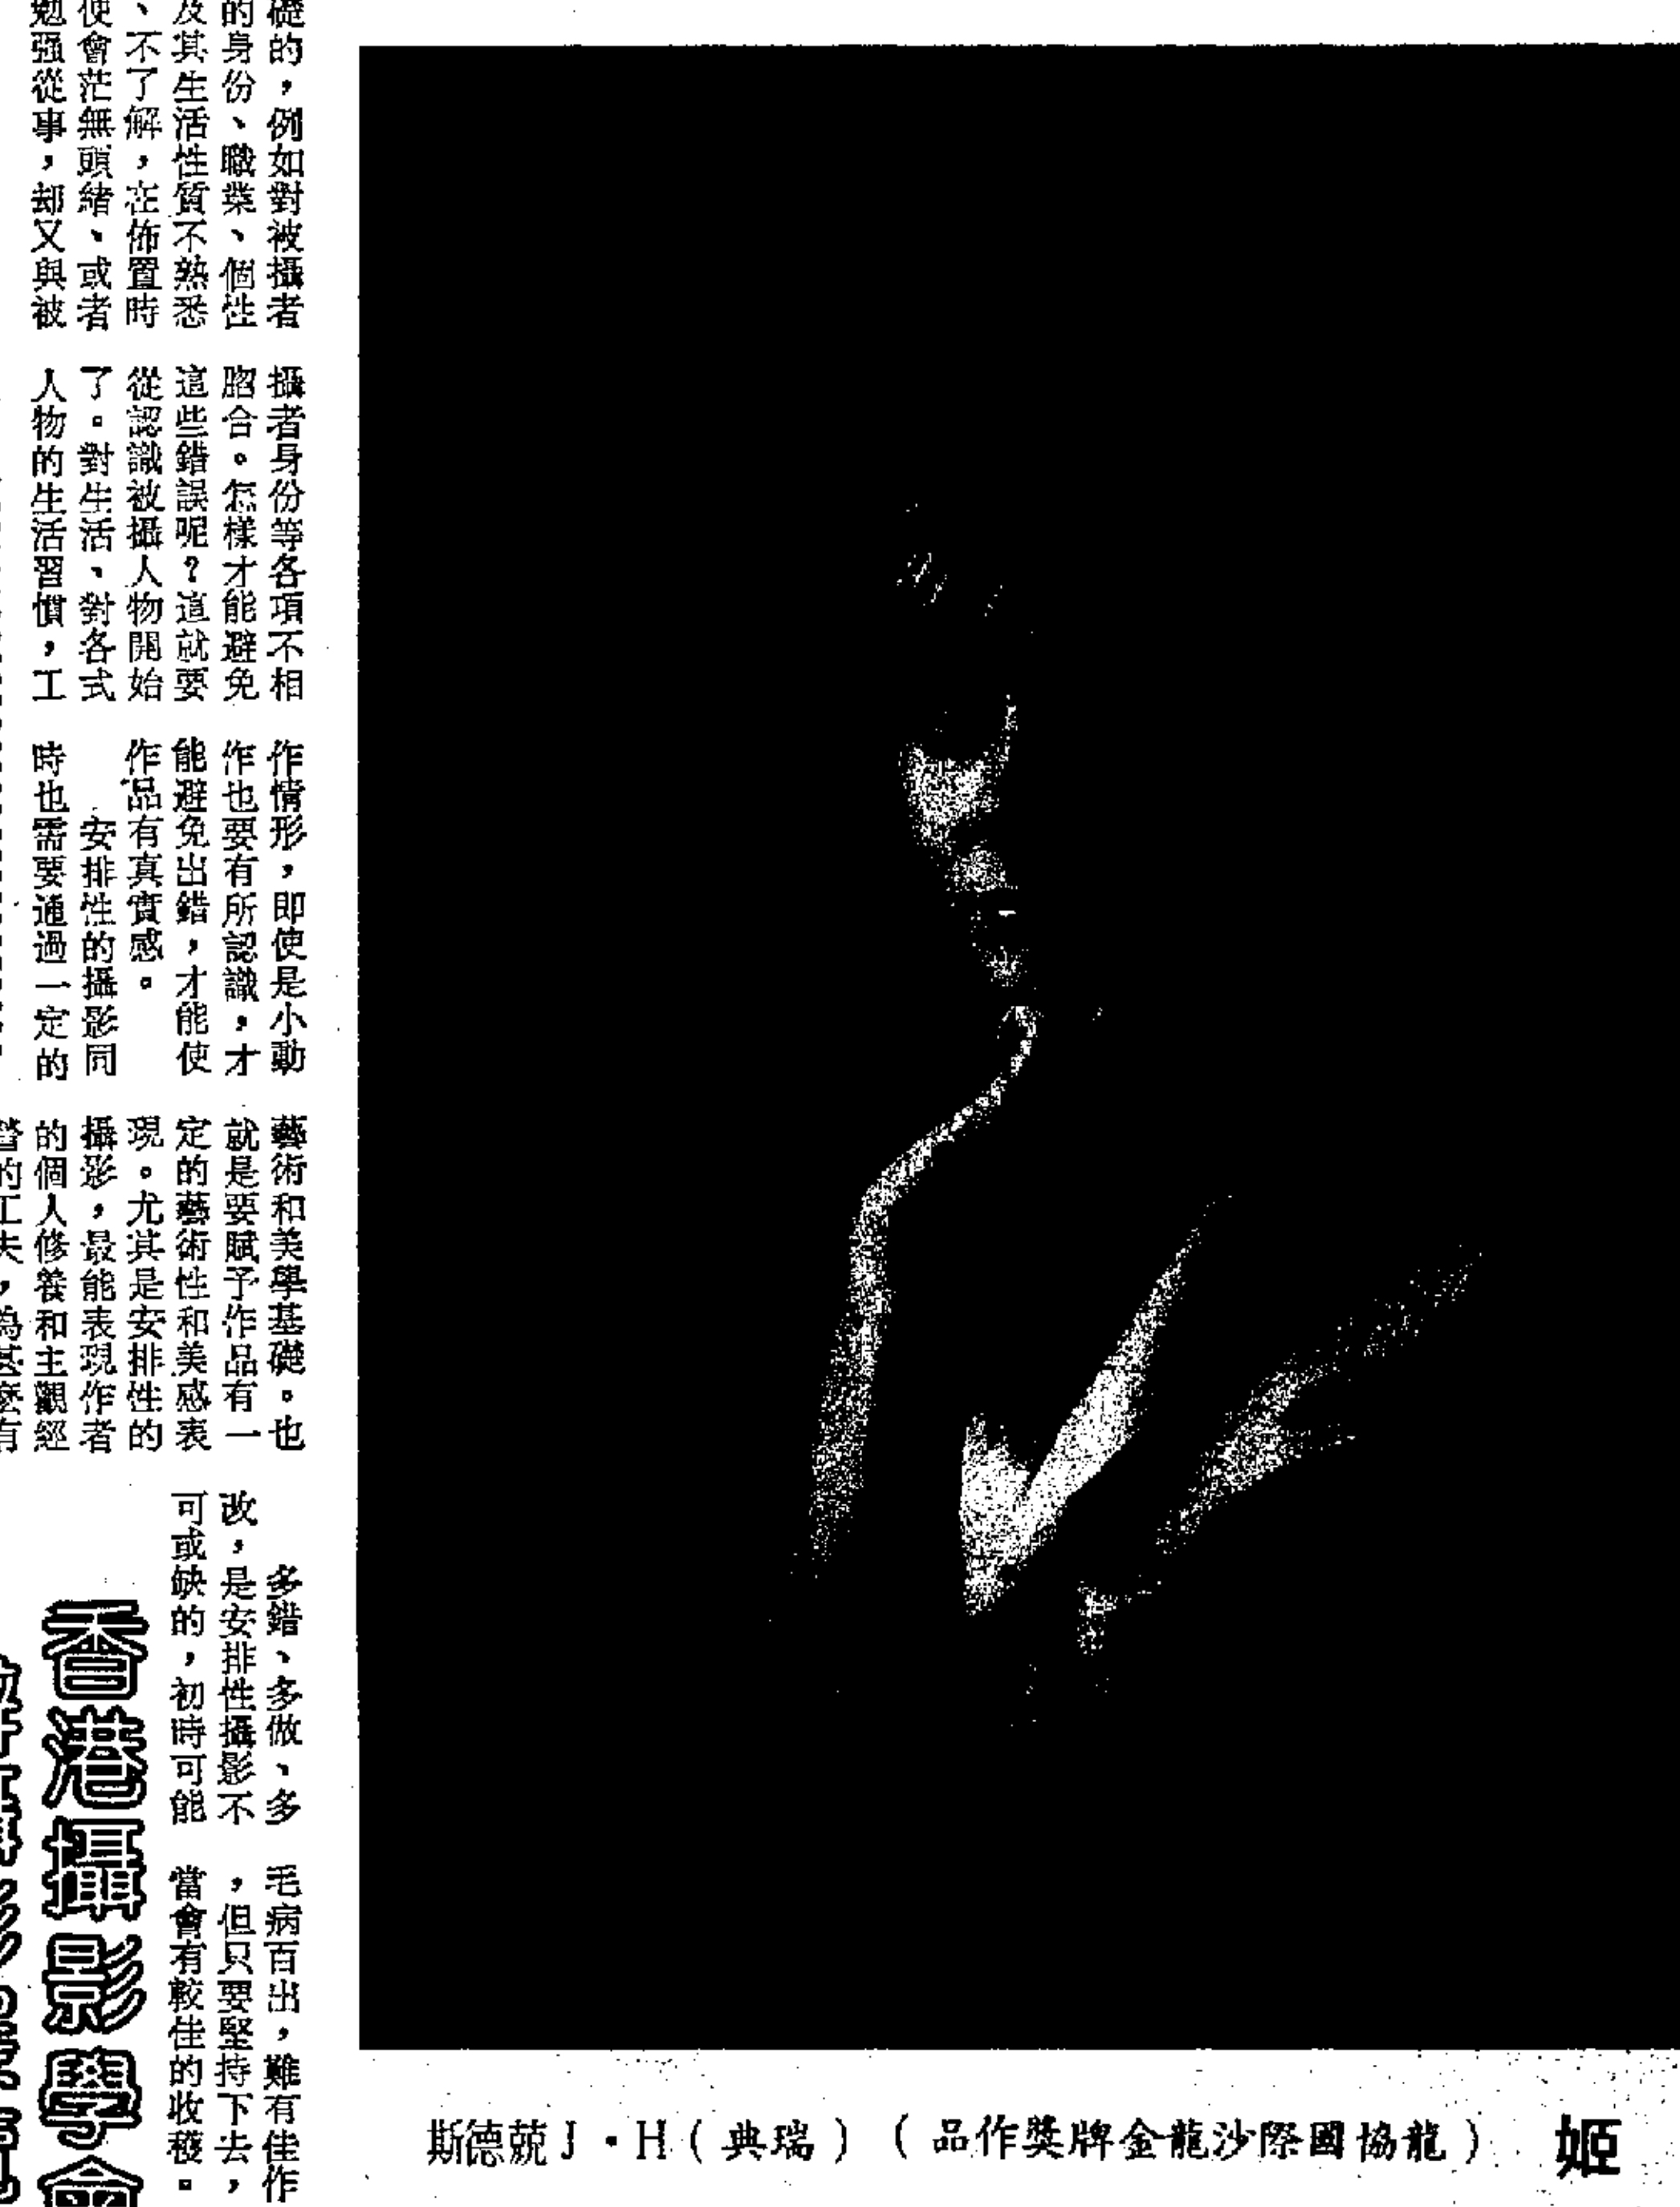 礎的，例如對被攝者
的身份、職業、個性
及其生活性質不熟悉
、不了解，在佈置時
便會茫無頭緒、或者
勉强從事，却又與被
攝者身份等各項不相
脗合。怎樣才能避免
這些錯誤呢？這就要
從認識被攝人物開始
了。對生活、對各式
人物的生活習慣，工
作情形，即使是小動
作也要有所認識，才
能避免出錯，才能使
作品有真實感。
安排性的攝影同
時也需要通過一定的
藝術和美學基礎。也
就是要賦予作品有一
定的藝術性和美感表
現。尤其是安排性的
攝影，最能表現作者
的個人修養和主觀經
營的工夫，為甚麼有
多錯、多做、多
改，是安排性攝影不
可或缺的，初時可能
毛病百出，難有佳作
，但只要堅持下去，
當會有較佳的收穫。
香港攝影學會
姬 （龍協國際沙龍金牌獎作品）（瑞典）H·J兢德斯